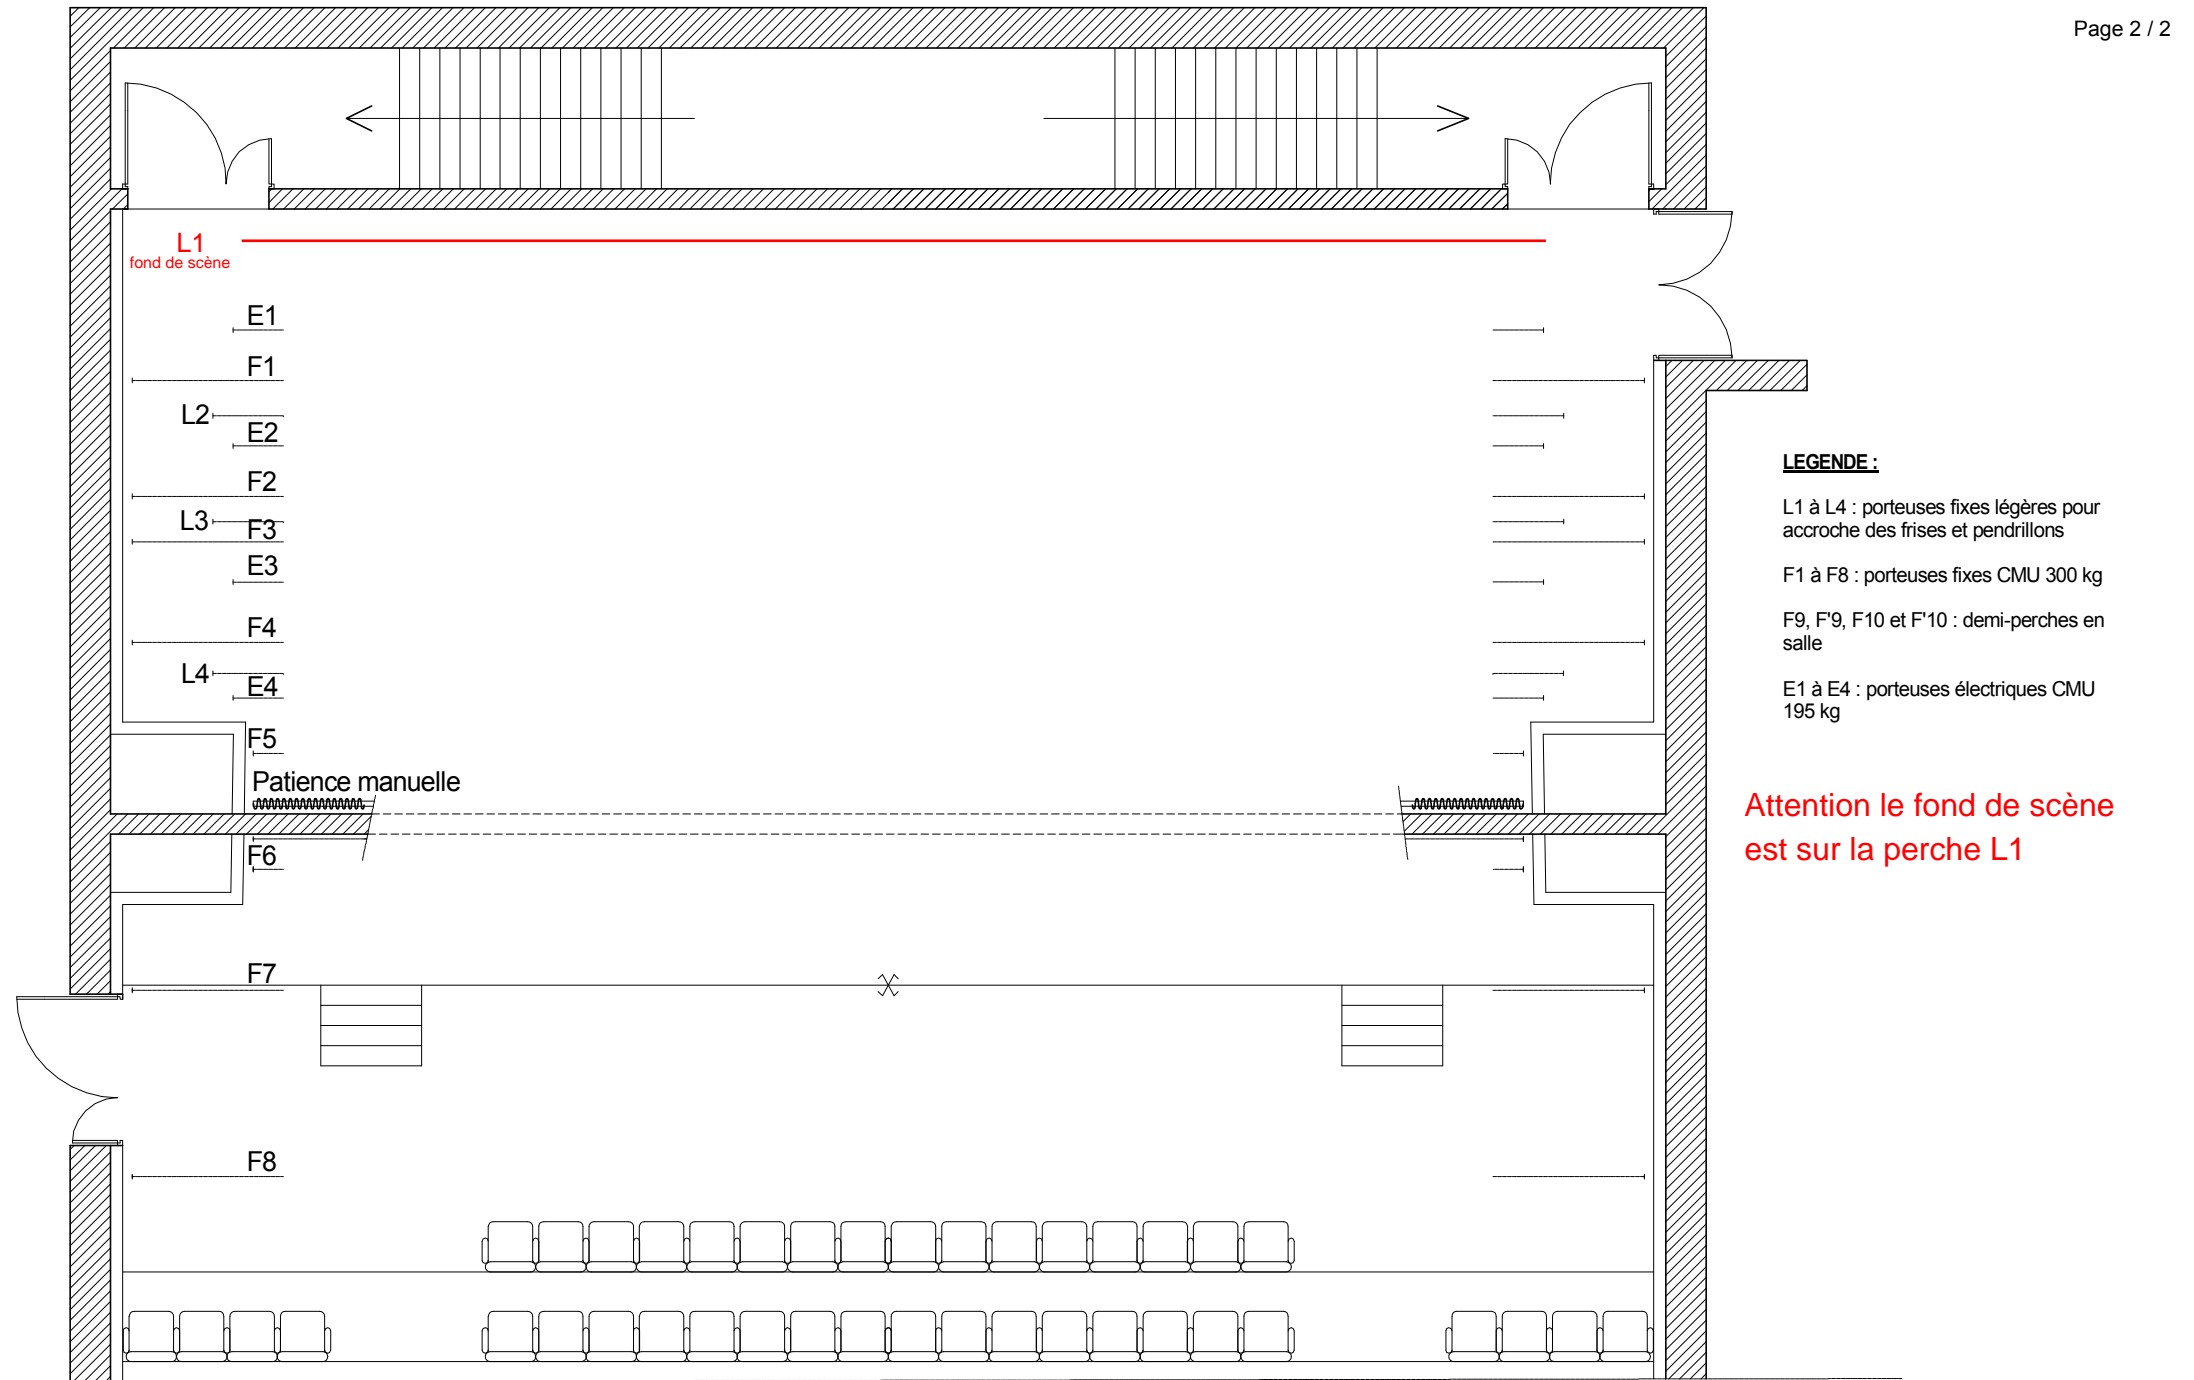 Page 2 / 2
L1
fond de scène
E1
F1
L2
E2
F2
L3
F3
E3
F4
L4
E4
F5
Patience manuelle
F6
F7
F8
LEGENDE :
L1 à L4 : porteuses fixes légères pour
accroche des frises et pendrillons
F1 à F8 : porteuses fixes CMU 300 kg
F9, F'9, F10 et F'10 : demi-perches en
salle
E1 à E4 : porteuses électriques CMU
195 kg
Attention le fond de scène
est sur la perche L1